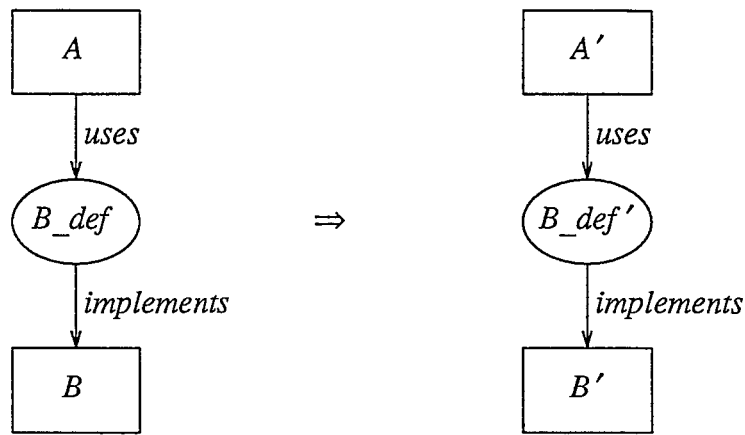 A A′
uses uses
B_def ⇒ B_def′
implements implements
B B′